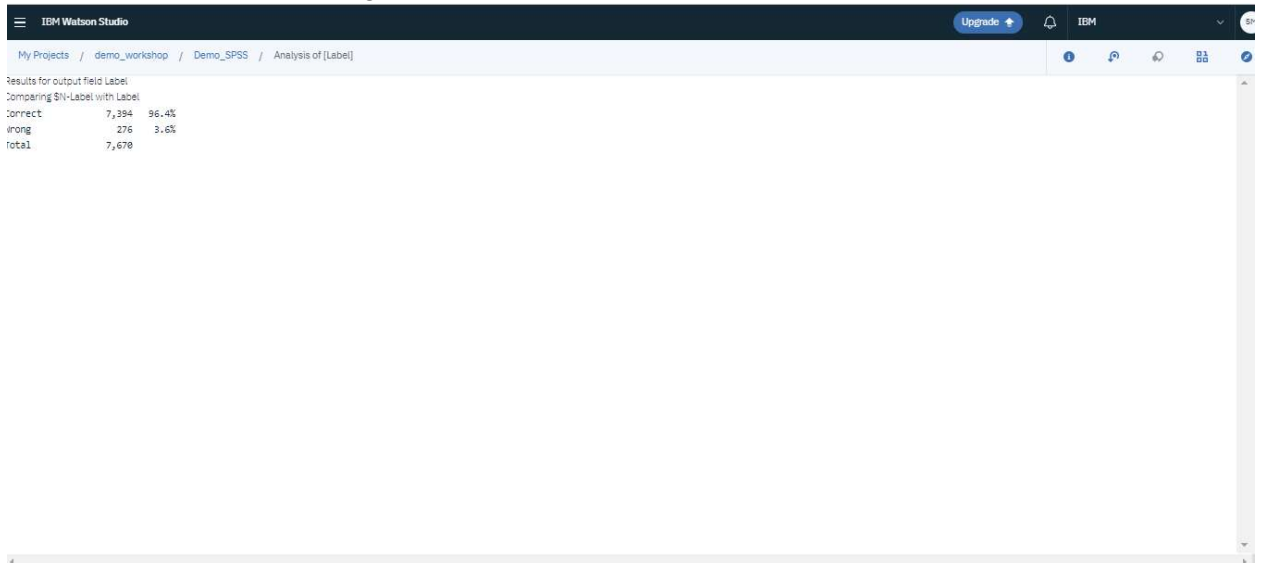 IBM Watson Studio
Upgrade
IBM
SM
My Projects / demo_workshop / Demo_SPSS / Analysis of [Label]
Results for output field Label
Comparing $N-Label with Label
Correct 7,394 96.4%
Wrong 276 3.6%
Total 7,670